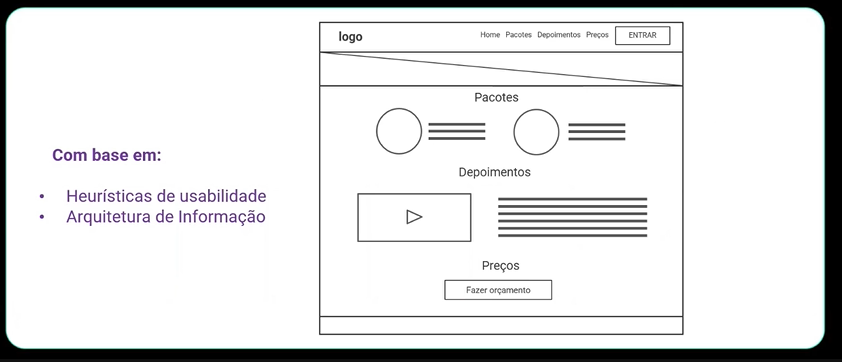 Com base em:
• Heurísticas de usabilidade
• Arquitetura de Informação
logo
Home Pacotes Depoimentos Preços ENTRAR
Pacotes
Depoimentos
Preços
Fazer orçamento